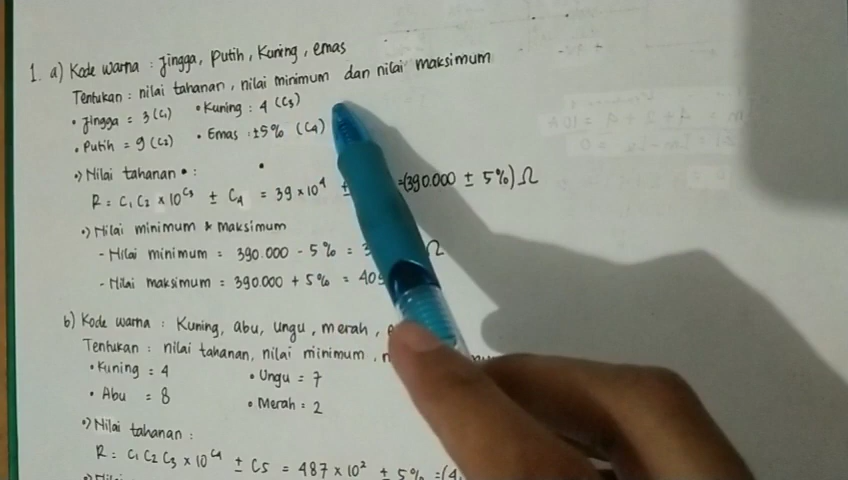 1. a) Kode warna : Jingga, Putih, Kuning, emas
Tentukan : nilai tahanan, nilai minimum dan nilai maksimum
• Jingga = 3 (C₁) • Kuning : 4 (C₃)
• Putih = 9 (C₂) • Emas : ±5% (C₄)
•) Nilai tahanan • :
R = C₁ C₂ × 10^C₃ ± C₄ = 39 × 10⁴ ± =(390.000 ± 5%) Ω
•) Nilai minimum & Maksimum
- Nilai minimum = 390.000 - 5% = 3 Ω
- Nilai maksimum = 390.000 + 5% = 40
b) Kode warna : Kuning, abu, ungu, merah,
Tentukan : nilai tahanan, nilai minimum,
• Kuning = 4 • Ungu = 7
• Abu = 8 • Merah = 2
•) Nilai tahanan :
R = C₁ C₂ C₃ × 10^C₄ ± C5 = 487 × 10² ± 5% =(4.